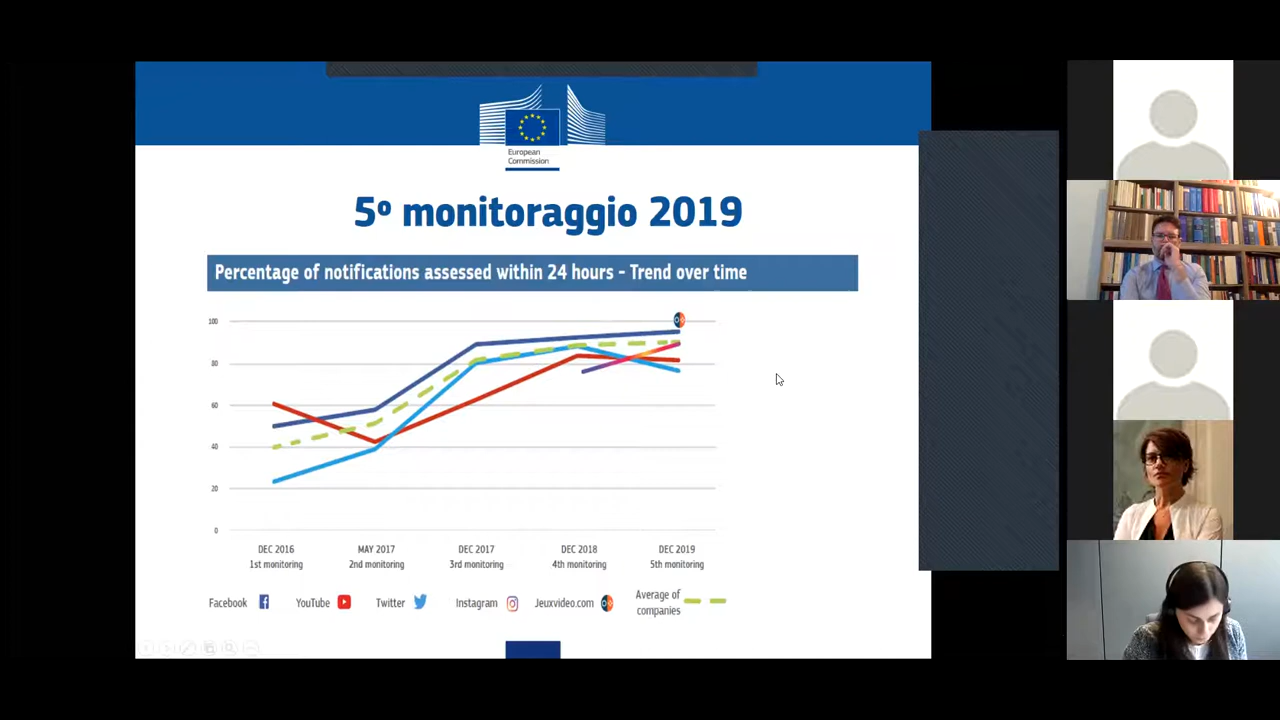 European
Commission
5º monitoraggio 2019
Percentage of notifications assessed within 24 hours - Trend over time
100
80
60
40
20
0
DEC 2016 MAY 2017 DEC 2017 DEC 2018 DEC 2019
1st monitoring 2nd monitoring 3rd monitoring 4th monitoring 5th monitoring
Facebook YouTube Twitter Instagram Jeuxvideo.com Average of
companies